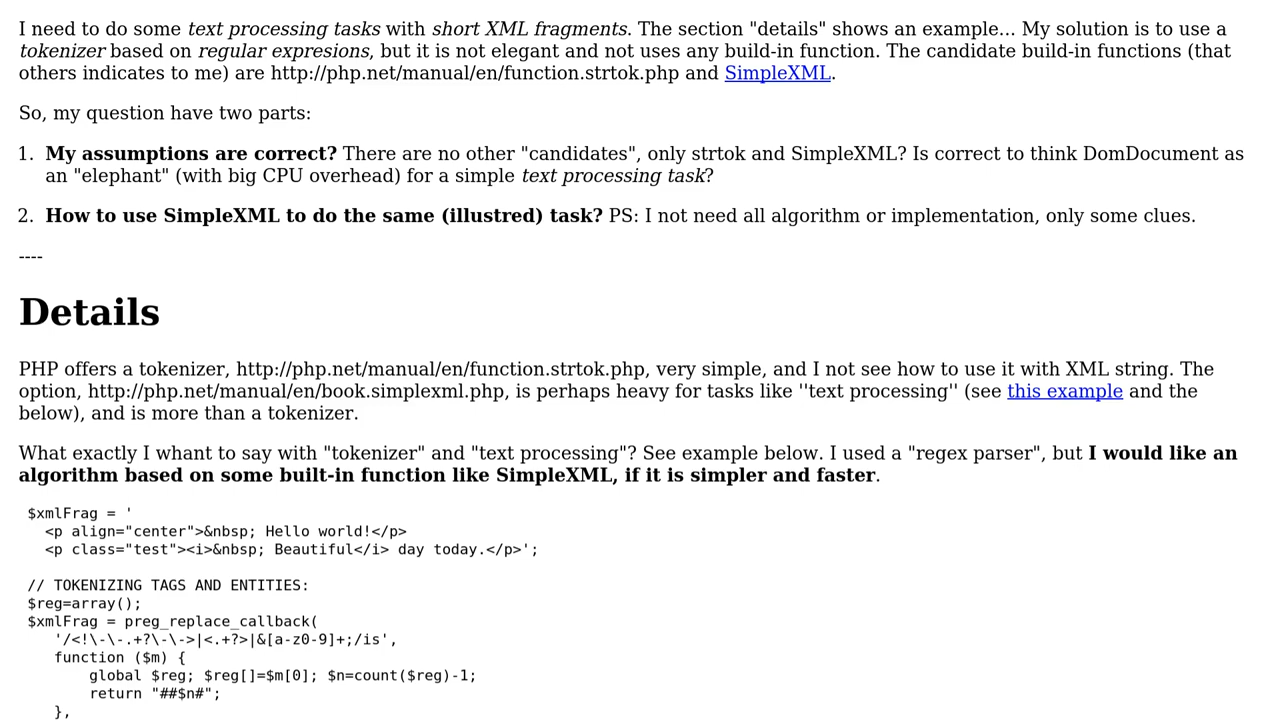 I need to do some text processing tasks with short XML fragments. The section "details" shows an example... My solution is to use a
tokenizer based on regular expresions, but it is not elegant and not uses any build-in function. The candidate build-in functions (that
others indicates to me) are http://php.net/manual/en/function.strtok.php and SimpleXML.
So, my question have two parts:
1. My assumptions are correct? There are no other "candidates", only strtok and SimpleXML? Is correct to think DomDocument as
an "elephant" (with big CPU overhead) for a simple text processing task?
2. How to use SimpleXML to do the same (illustred) task? PS: I not need all algorithm or implementation, only some clues.
----
Details
PHP offers a tokenizer, http://php.net/manual/en/function.strtok.php, very simple, and I not see how to use it with XML string. The
option, http://php.net/manual/en/book.simplexml.php, is perhaps heavy for tasks like ''text processing'' (see this example and the
below), and is more than a tokenizer.
What exactly I whant to say with "tokenizer" and "text processing"? See example below. I used a "regex parser", but I would like an
algorithm based on some built-in function like SimpleXML, if it is simpler and faster.
$xmlFrag = '
  <p align="center">&nbsp; Hello world!</p>
  <p class="test"><i>&nbsp; Beautiful</i> day today.</p>';
// TOKENIZING TAGS AND ENTITIES:
$reg=array();
$xmlFrag = preg_replace_callback(
   '/<!\-\-.+?\-\->|<.+?>|&[a-z0-9]+;/is',
   function ($m) {
       global $reg; $reg[]=$m[0]; $n=count($reg)-1;
       return "##$n#";
   },